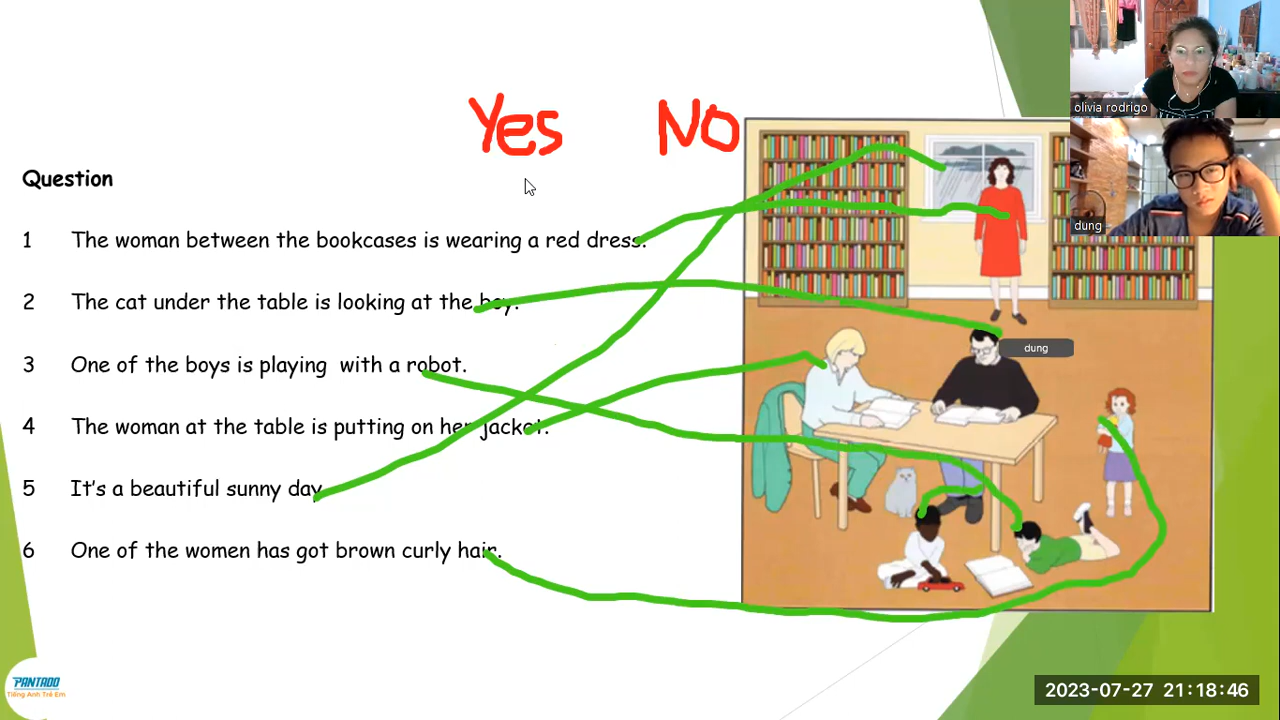 olivia rodrigo
Yes No
Question
dung
1 The woman between the bookcases is wearing a red dress.
2 The cat under the table is looking at the boy.
dung
3 One of the boys is playing with a robot.
4 The woman at the table is putting on her jacket.
5 It's a beautiful sunny day.
6 One of the women has got brown curly hair.
PANTADO
Tiếng Anh Trẻ Em
2023-07-27 21:18:46